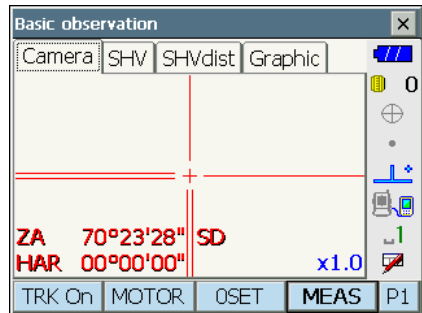 Basic observation
Camera SHV SHVdist Graphic
0
ZA 70°23'28" SD
HAR 00°00'00" x1.0
1
TRK On MOTOR 0SET MEAS P1